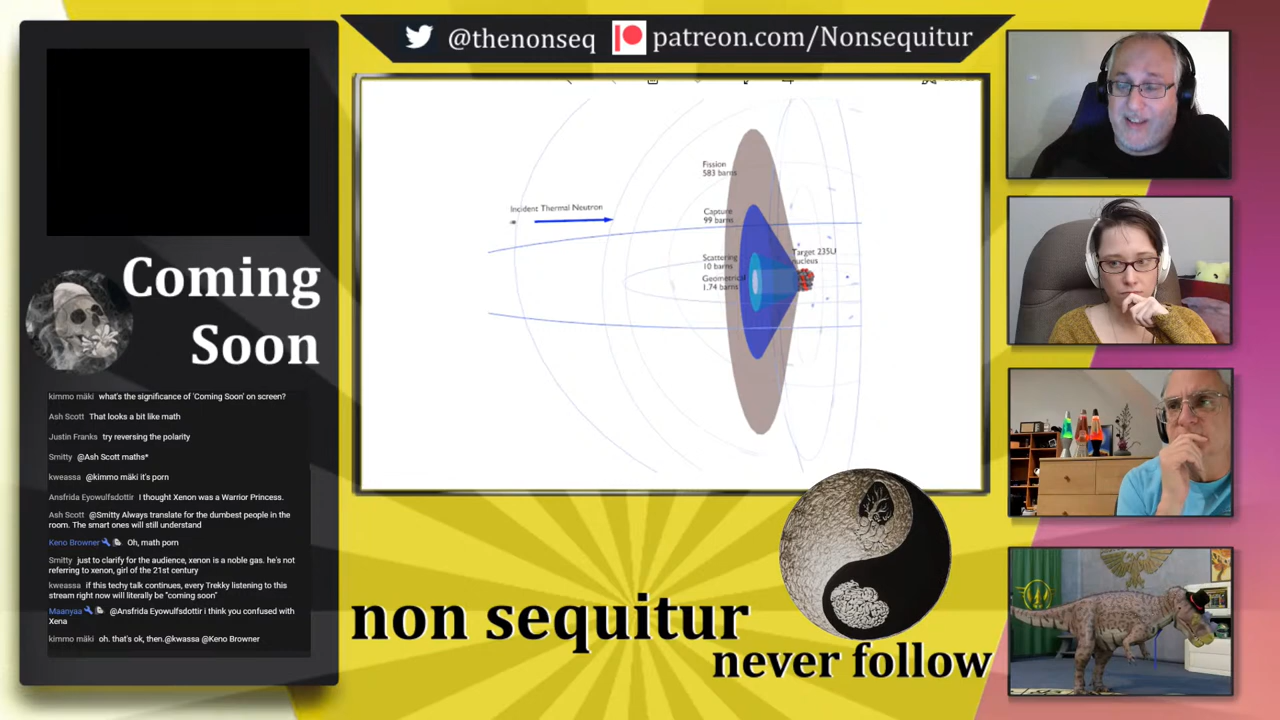 @thenonseq patreon.com/Nonsequitur
Coming
Soon
kimmo mäki what's the significance of 'Coming Soon' on screen?
Ash Scott That looks a bit like math
Justin Franks try reversing the polarity
Smitty @Ash Scott maths*
kweassa @kimmo mäki it's porn
Ansfrida Eyowulfsdottir I thought Xenon was a Warrior Princess.
Ash Scott @Smitty Always translate for the dumbest people in the
room. The smart ones will still understand
Keno Browner Oh, math porn
Smitty just to clarify for the audience, xenon is a noble gas. he's not
referring to xenon, girl of the 21st century
kweassa if this techy talk continues, every Trekky listening to this
stream right now will literally be "coming soon"
Maanyaa @Ansfrida Eyowulfsdottir i think you confused with
Xena
kimmo mäki oh. that's ok, then.@kwassa @Keno Browner
Incident Thermal Neutron
Fission
583 barns
Capture
99 barns
Scattering
10 barns
Geometrical
1.74 barns
Target 235U
nucleus
non sequitur
never follow